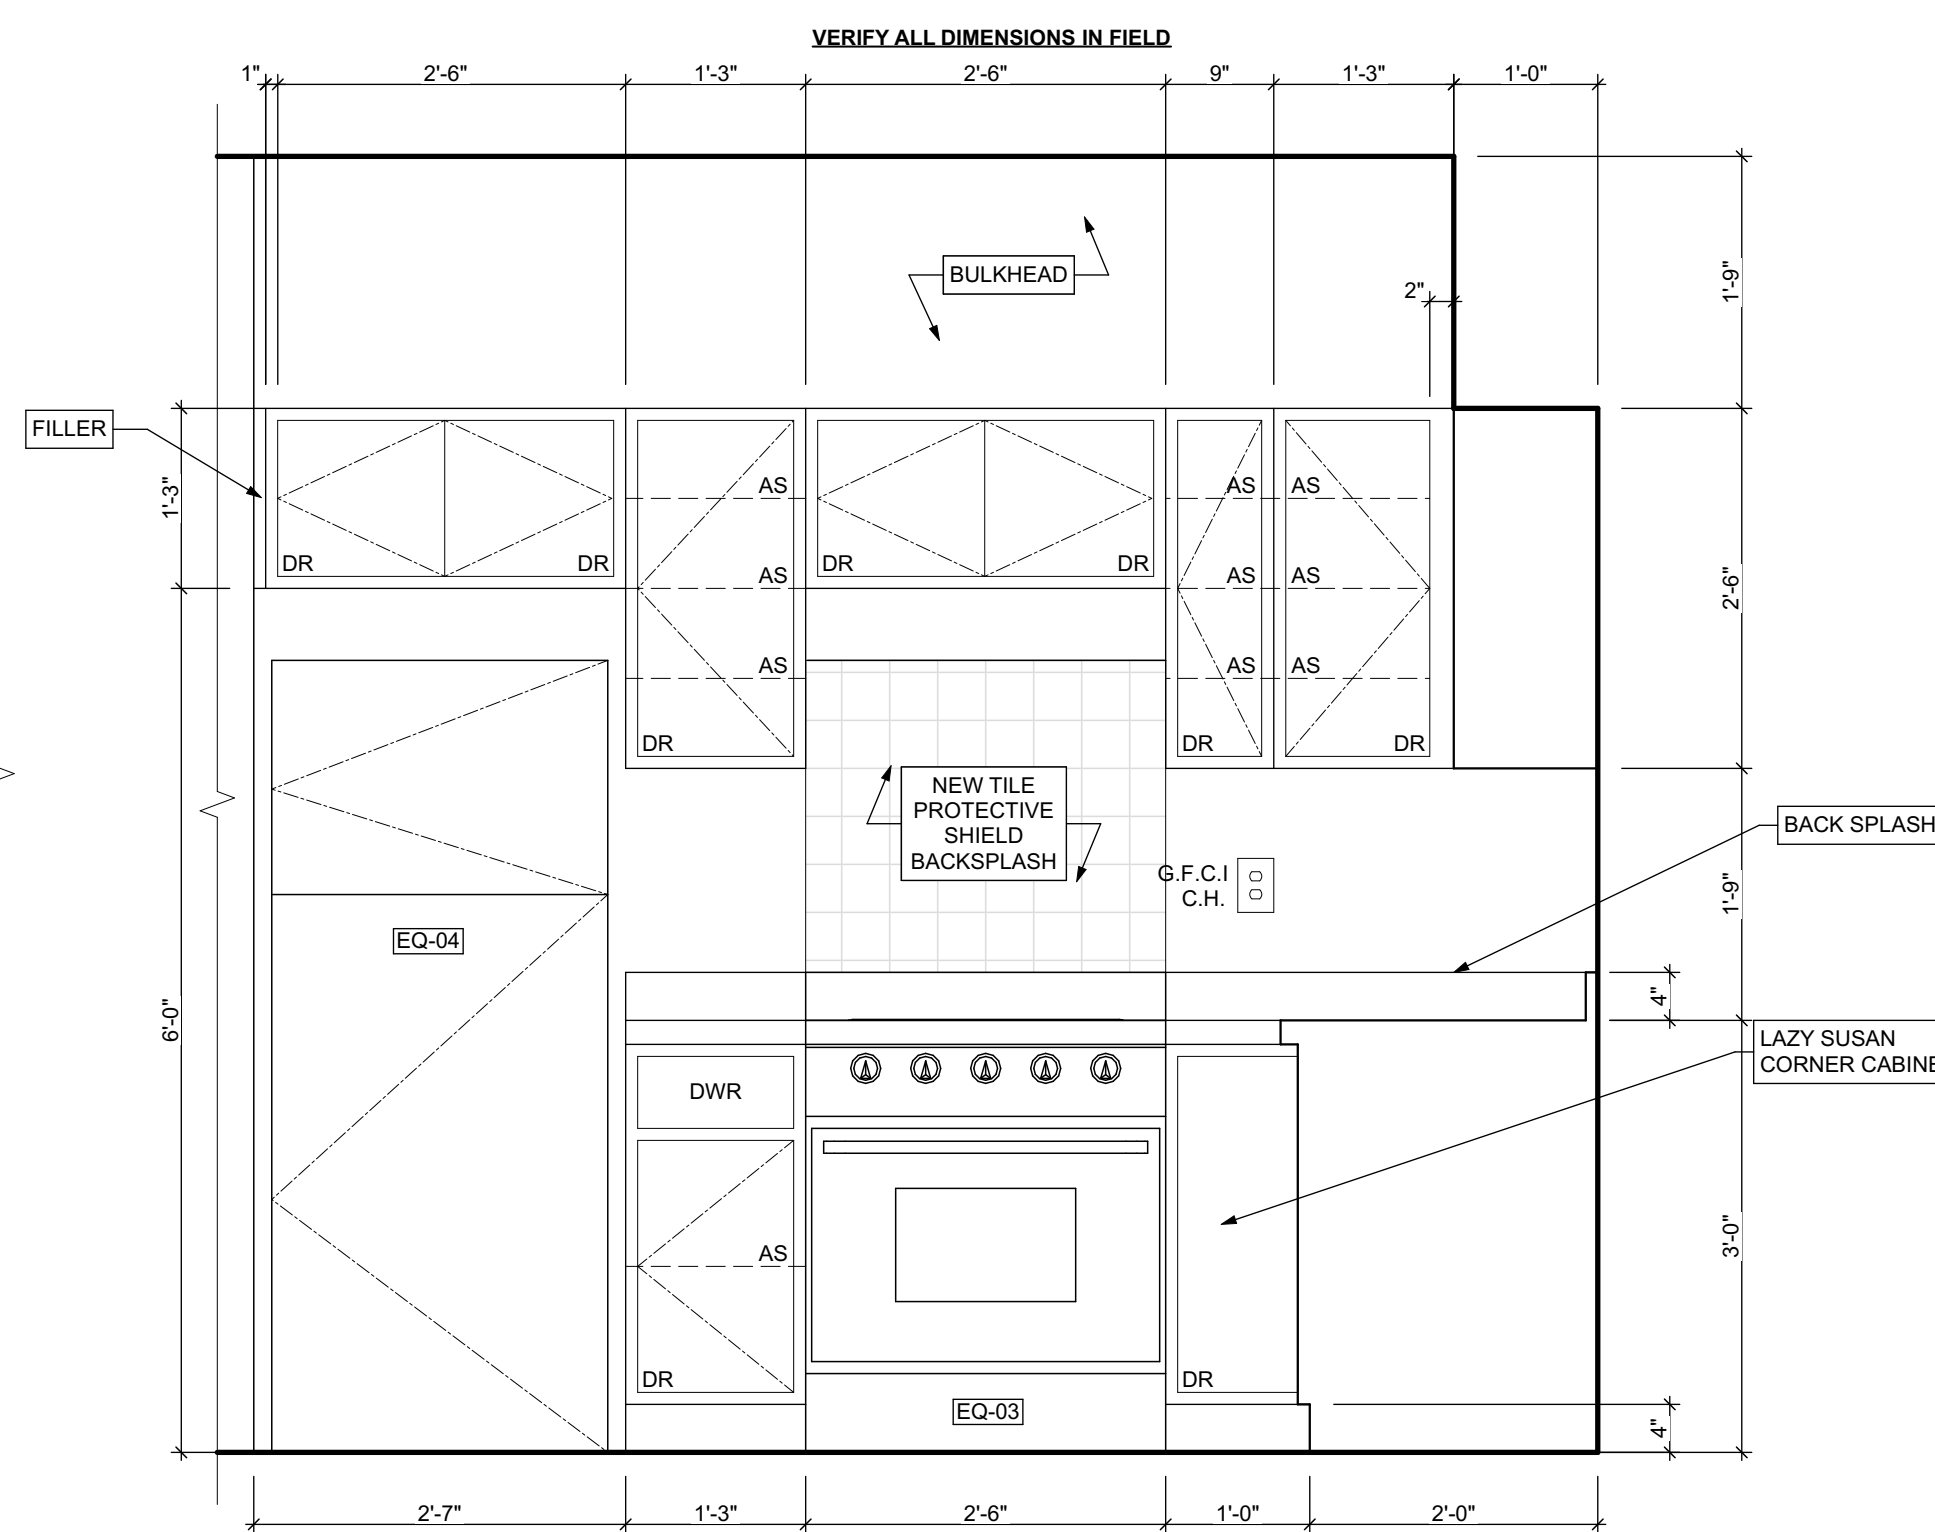 VERIFY ALL DIMENSIONS IN FIELD
1" 2'-6" 1'-3" 2'-6" 9" 1'-3" 1'-0"
BULKHEAD
2"
1'-9"
FILLER
1'-3"
AS AS AS
DR DR DR DR
AS AS AS
2'-6"
AS AS AS
DR DR DR
NEW TILE
PROTECTIVE
SHIELD
BACKSPLASH
BACK SPLASH
G.F.C.I
C.H.
1'-9"
EQ-04
6'-0"
4"
LAZY SUSAN
CORNER CABINE
DWR
3'-0"
AS
DR DR
EQ-03
4"
2'-7" 1'-3" 2'-6" 1'-0" 2'-0"